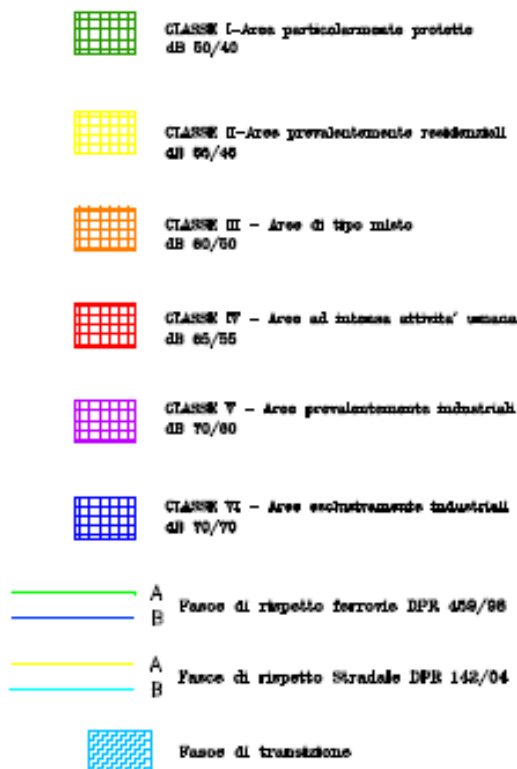 CLASSE I-Aree particolarmente protette
dB 50/40
CLASSE II-Aree prevalentemente residenziali
dB 55/45
CLASSE III - Aree di tipo misto
dB 60/50
CLASSE IV - Aree ad intensa attivita' umana
dB 65/55
CLASSE V - Aree prevalentemente industriali
dB 70/60
CLASSE VI - Aree esclusivamente industriali
dB 70/70
A
B
Fasce di rispetto ferrovie DPR 459/98
A
B
Fasce di rispetto Stradale DPR 142/04
Fasce di transizione